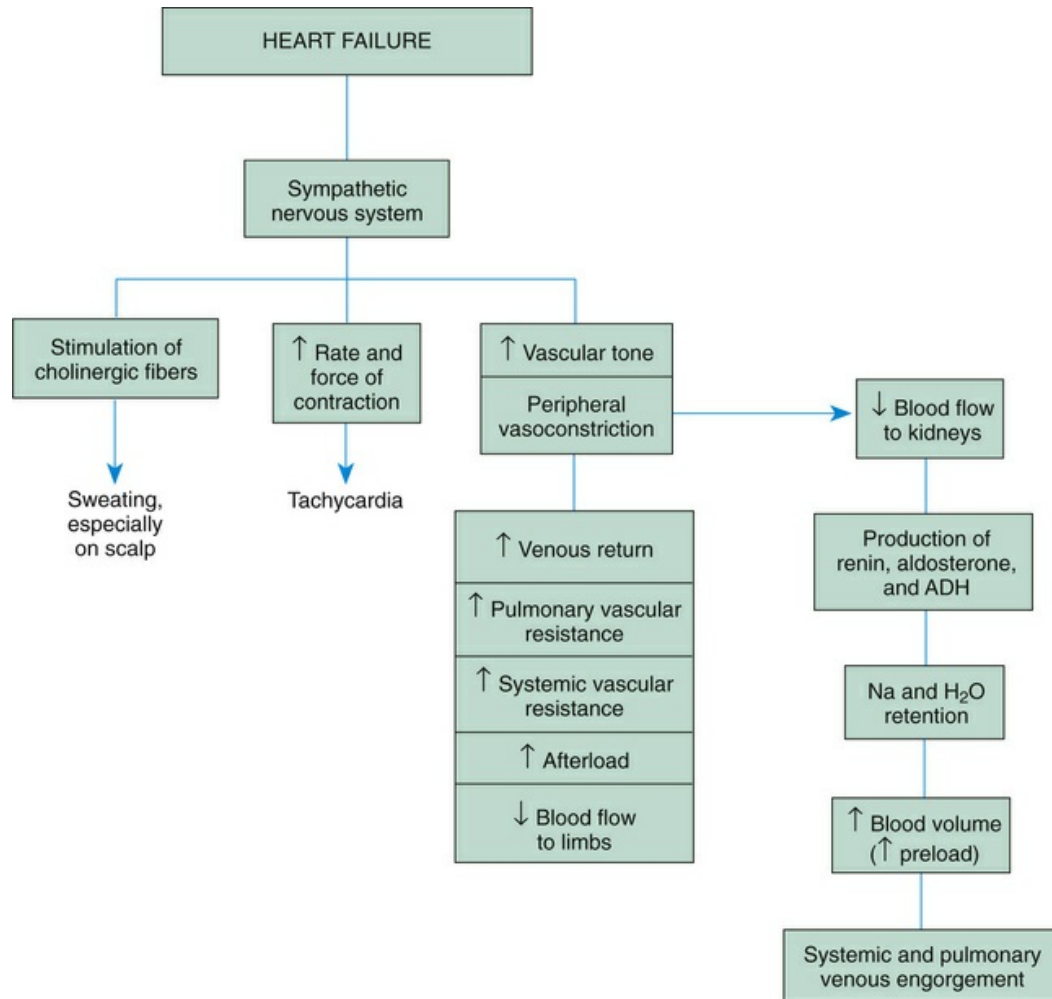 HEART FAILURE
Sympathetic
nervous system
Stimulation of
cholinergic fibers
Sweating,
especially
on scalp
↑ Rate and
force of
contraction
Tachycardia
↑ Vascular tone
Peripheral
vasoconstriction
↑ Venous return
↑ Pulmonary vascular
resistance
↑ Systemic vascular
resistance
↑ Afterload
↓ Blood flow
to limbs
↓ Blood flow
to kidneys
Production of
renin, aldosterone,
and ADH
Na and H₂O
retention
↑ Blood volume
(↑ preload)
Systemic and pulmonary
venous engorgement